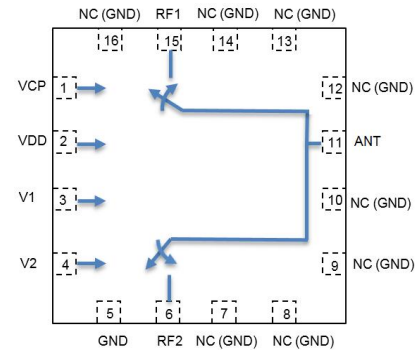 NC (GND) RF1 NC (GND) NC (GND)
16 15 14 13
VCP 1 12 NC (GND)
VDD 2 11 ANT
V1 3 10 NC (GND)
V2 4 9 NC (GND)
5 6 7 8
GND RF2 NC (GND) NC (GND)